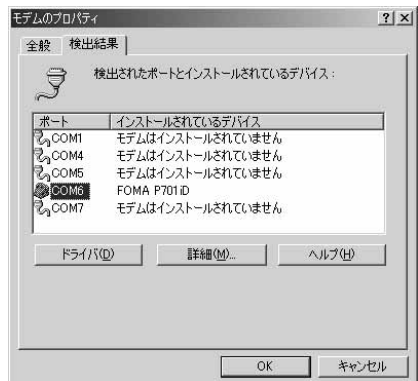 モデムのプロパティ ? ×
全般 検出結果
検出されたポートとインストールされているデバイス:
ポート インストールされているデバイス
COM1 モデムはインストールされていません
COM4 モデムはインストールされていません
COM5 モデムはインストールされていません
COM6 FOMA P701iD
COM7 モデムはインストールされていません
ドライバ(D) 詳細(M)... ヘルプ(H)
OK キャンセル